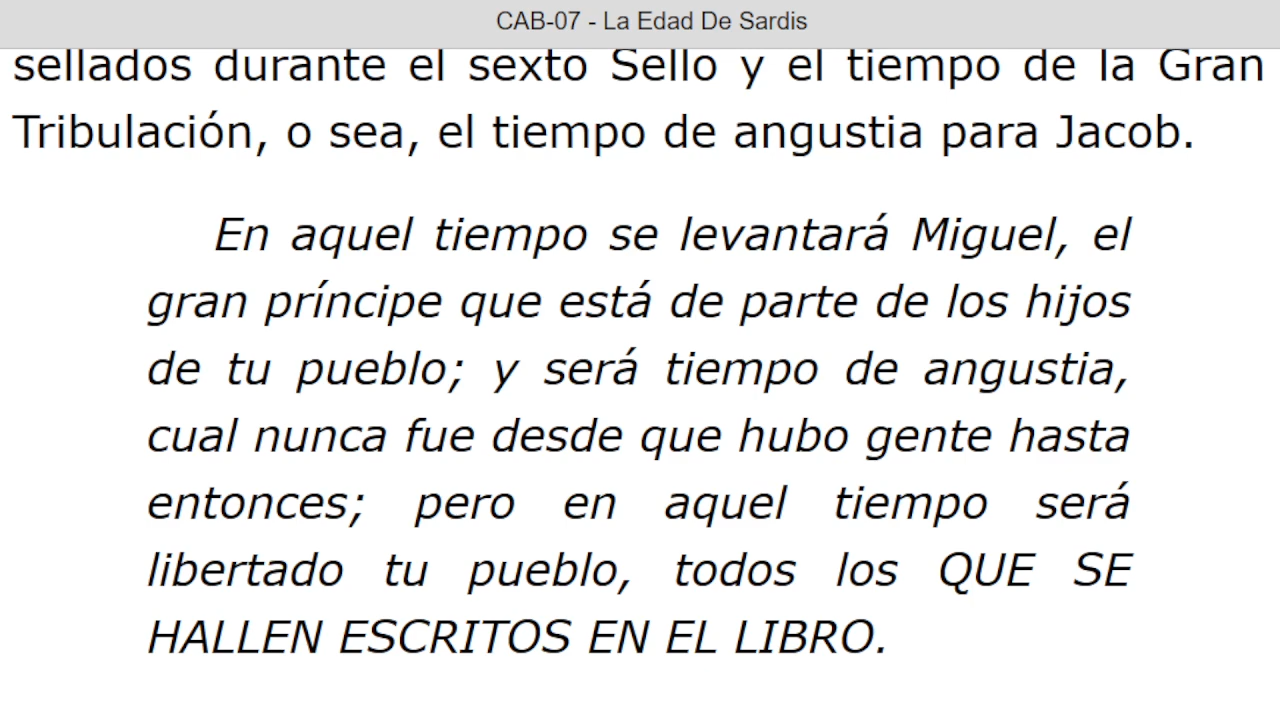 CAB-07 - La Edad De Sardis
sellados durante el sexto Sello y el tiempo de la Gran
Tribulación, o sea, el tiempo de angustia para Jacob.
En aquel tiempo se levantará Miguel, el
gran príncipe que está de parte de los hijos
de tu pueblo; y será tiempo de angustia,
cual nunca fue desde que hubo gente hasta
entonces; pero en aquel tiempo será
libertado tu pueblo, todos los QUE SE
HALLEN ESCRITOS EN EL LIBRO.